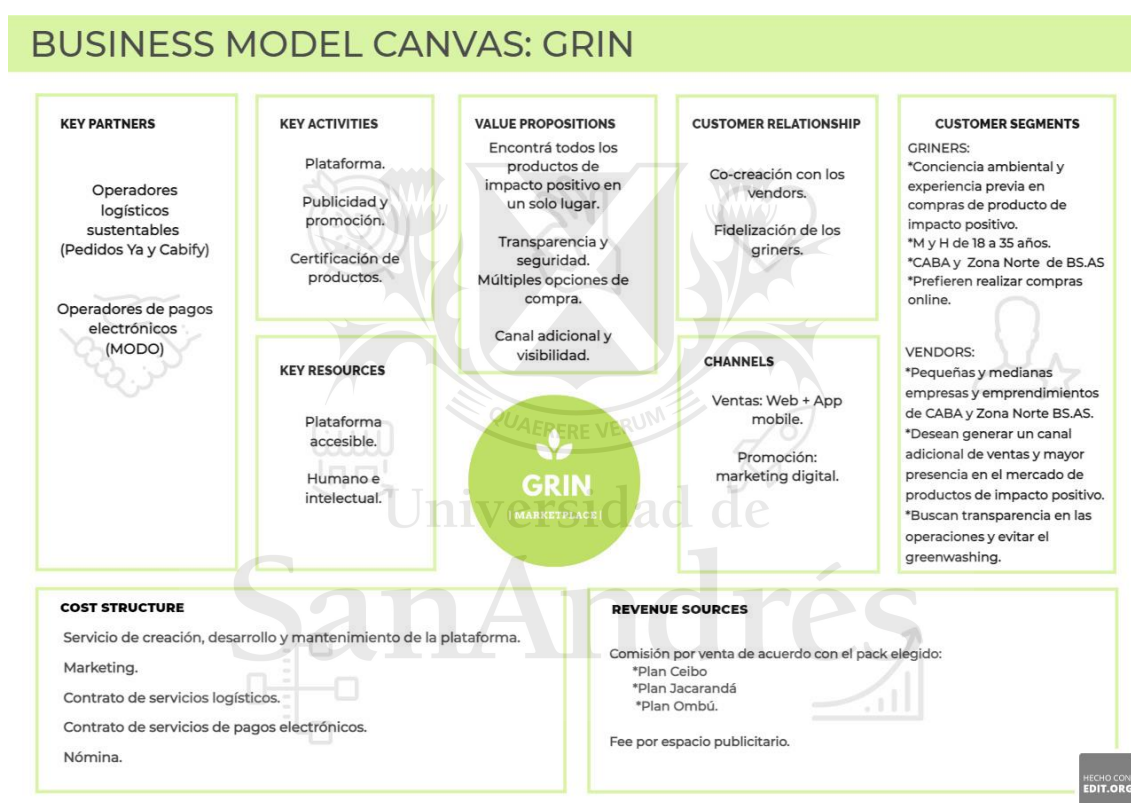 BUSINESS MODEL CANVAS: GRIN
KEY PARTNERS
Operadores
logísticos
sustentables
(Pedidos Ya y Cabify)
Operadores de pagos
electrónicos
(MODO)
KEY ACTIVITIES
Plataforma.
Publicidad y
promoción.
Certificación de
productos.
KEY RESOURCES
Plataforma
accesible.
Humano e
intelectual.
VALUE PROPOSITIONS
Encontrá todos los
productos de
impacto positivo en
un solo lugar.
Transparencia y
seguridad.
Múltiples opciones de
compra.
Canal adicional y
visibilidad.
QUAERERE VERUM
GRIN
| MARKETPLACE |
CUSTOMER RELATIONSHIP
Co-creación con los
vendors.
Fidelización de los
griners.
CHANNELS
Ventas: Web + App
mobile.
Promoción:
marketing digital.
CUSTOMER SEGMENTS
GRINERS:
*Conciencia ambiental y
experiencia previa en
compras de producto de
impacto positivo.
*M y H de 18 a 35 años.
*CABA y Zona Norte de BS.AS
*Prefieren realizar compras
online.
VENDORS:
*Pequeñas y medianas
empresas y emprendimientos
de CABA y Zona Norte BS.AS.
*Desean generar un canal
adicional de ventas y mayor
presencia en el mercado de
productos de impacto positivo.
*Buscan transparencia en las
operaciones y evitar el
greenwashing.
Universidad de
SanAndrés
COST STRUCTURE
Servicio de creación, desarrollo y mantenimiento de la plataforma.
Marketing.
Contrato de servicios logísticos.
Contrato de servicios de pagos electrónicos.
Nómina.
REVENUE SOURCES
Comisión por venta de acuerdo con el pack elegido:
*Plan Ceibo
*Plan Jacarandá
*Plan Ombú.
Fee por espacio publicitario.
HECHO CON
EDIT.ORG